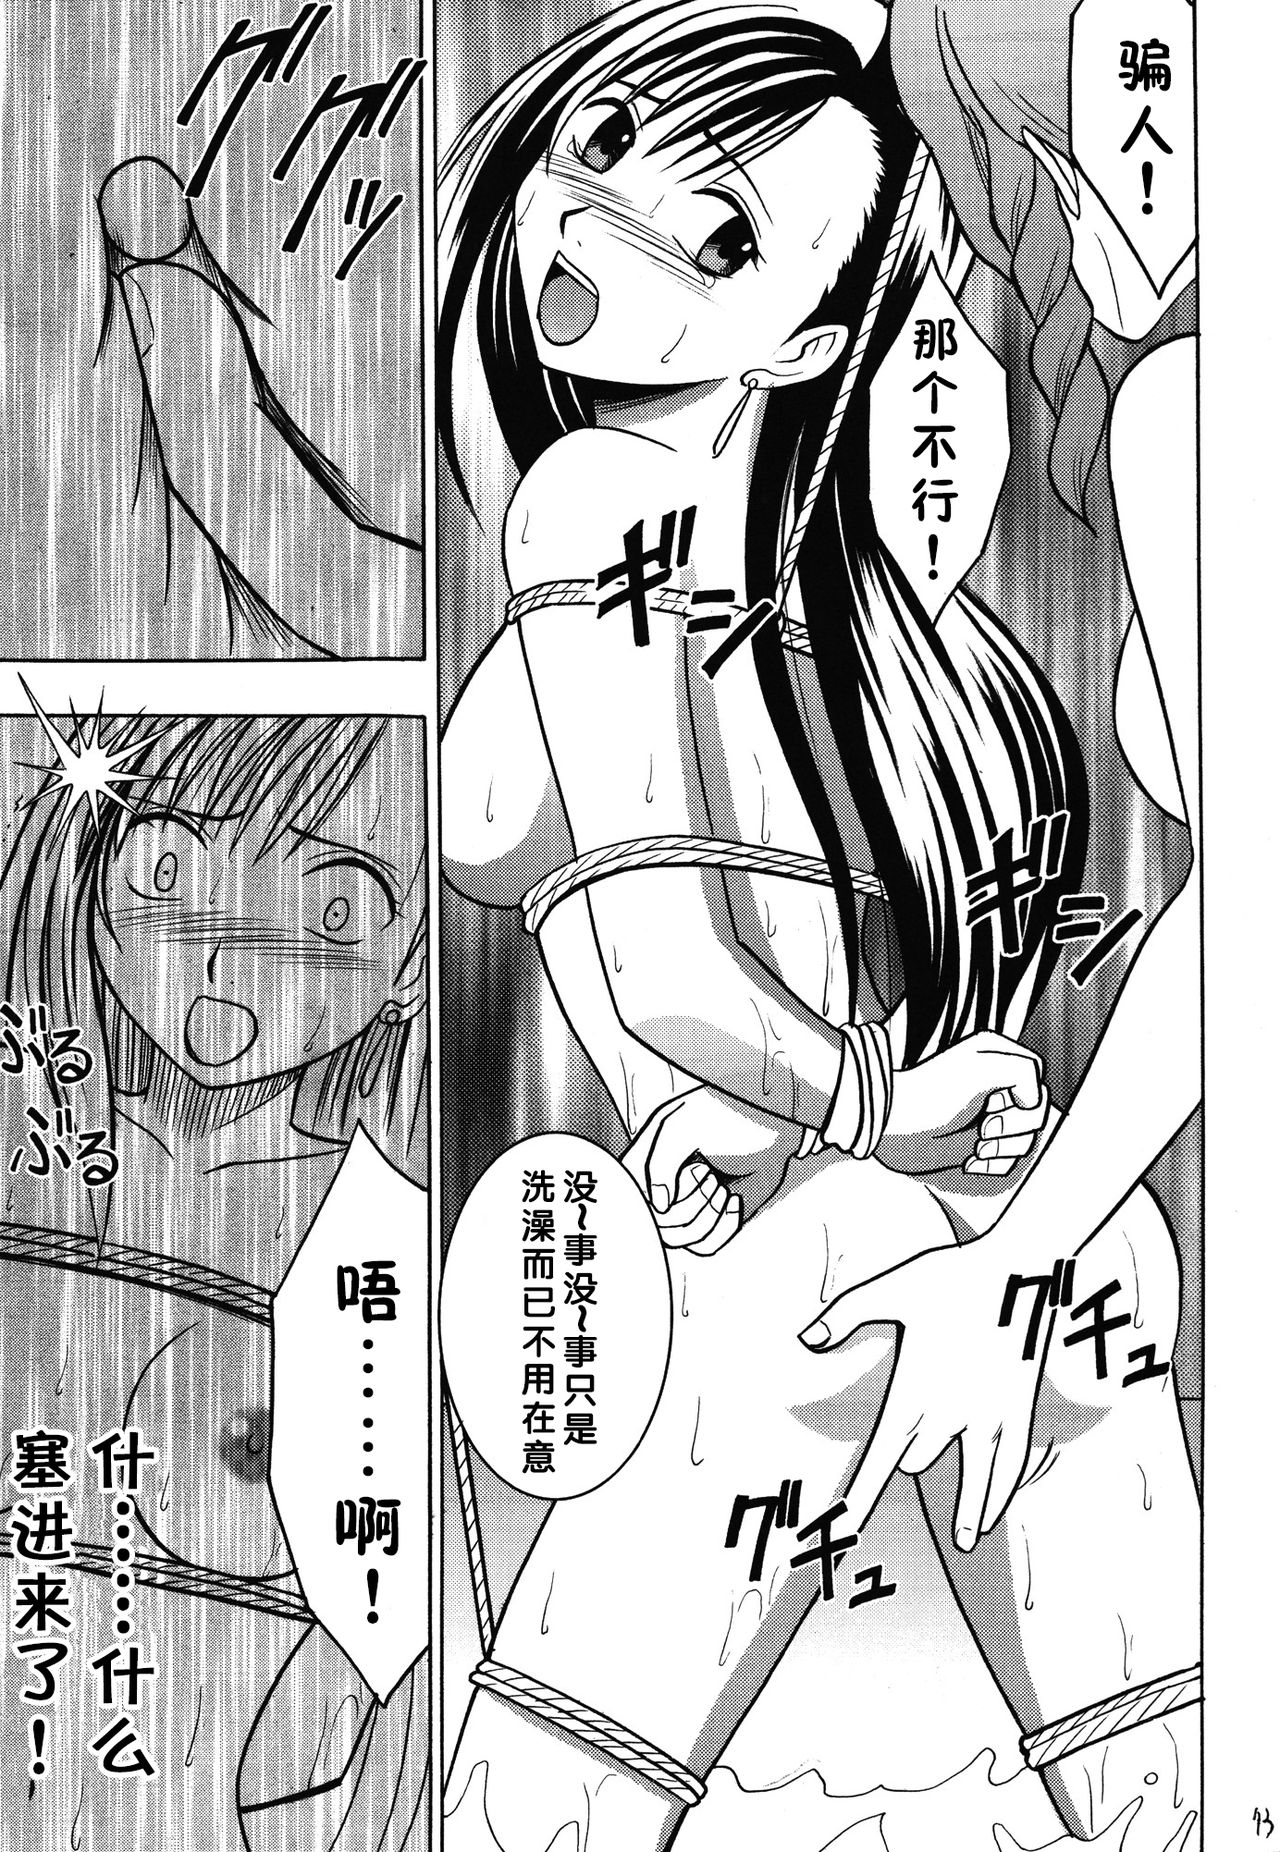 骗人！
那个不行！
ギシ
ギシ
グチュ
グチュ
没~事没~事只是
洗澡而已不用在意
グググッ
ぶるぶる
唔………啊！
什……什么
塞进来了！